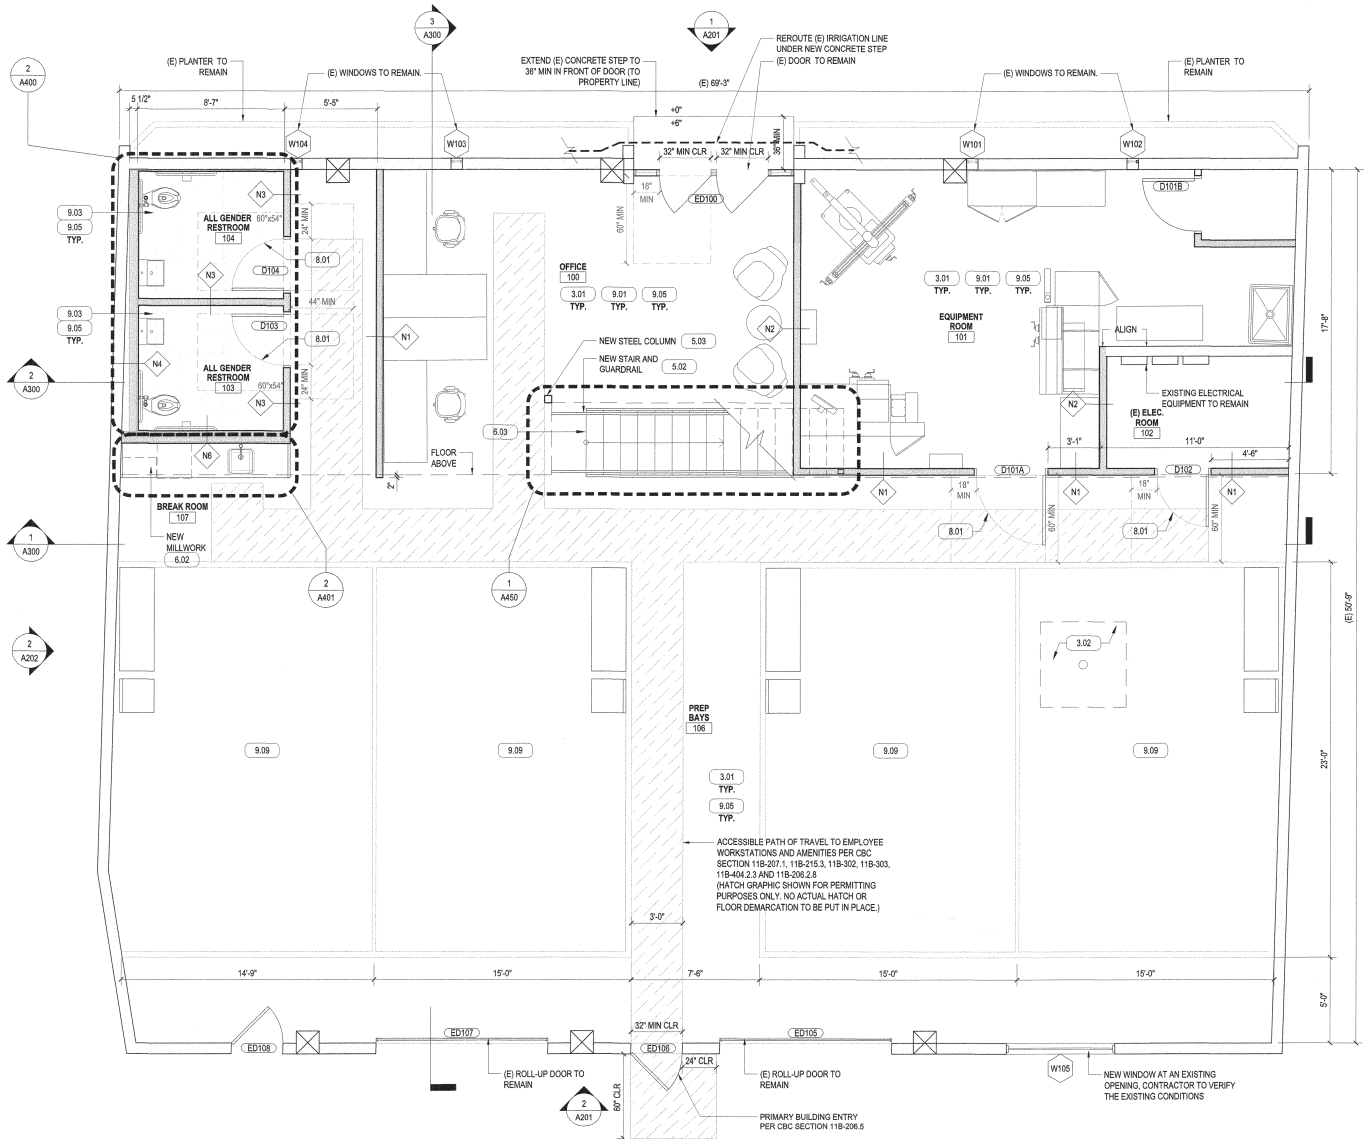 3
A300
1
A201
REROUTE (E) IRRIGATION LINE
UNDER NEW CONCRETE STEP
(E) DOOR TO REMAIN
2
A400
(E) PLANTER TO
REMAIN
(E) WINDOWS TO REMAIN.
EXTEND (E) CONCRETE STEP TO
36" MIN IN FRONT OF DOOR (TO
PROPERTY LINE)
(E) 69'-3"
(E) WINDOWS TO REMAIN.
(E) PLANTER TO
REMAIN
5 1/2"
8'-7"
5'-5"
+0"
+6"
36" MIN
W104
W103
W101
W102
32" MIN CLR
32" MIN CLR
18"
MIN
60" MIN
ED100
D101B
9.03
9.05
TYP.
ALL GENDER
RESTROOM
104
N3
60"x54"
24" MIN
8.01
D104
N3
44" MIN
OFFICE
100
3.01
TYP.
9.01
TYP.
9.05
TYP.
3.01
TYP.
9.01
TYP.
9.05
TYP.
EQUIPMENT
ROOM
101
17'-8"
9.03
9.05
TYP.
D103
8.01
N1
N2
ALIGN
NEW STEEL COLUMN
5.03
NEW STAIR AND
GUARDRAIL
5.02
N4
ALL GENDER
RESTROOM
103
60"x54"
24" MIN
N3
2
A300
EXISTING ELECTRICAL
EQUIPMENT TO REMAIN
N2
(E) ELEC.
ROOM
102
6.03
N6
FLOOR
ABOVE
3'-1"
11'-0"
4'-6"
2"
D101A
D102
N1
N1
N1
18"
MIN
18"
MIN
60" MIN
60" MIN
8.01
8.01
BREAK ROOM
107
NEW
MILLWORK
6.02
1
A300
2
A401
1
A450
(E) 50'-9"
2
A202
3.02
PREP
BAYS
106
9.09
9.09
9.09
9.09
3.01
TYP.
9.05
TYP.
23'-0"
ACCESSIBLE PATH OF TRAVEL TO EMPLOYEE
WORKSTATIONS AND AMENITIES PER CBC
SECTION 11B-207.1, 11B-215.3, 11B-302, 11B-303,
11B-404.2.3 AND 11B-206.2.8
(HATCH GRAPHIC SHOWN FOR PERMITTING
PURPOSES ONLY. NO ACTUAL HATCH OR
FLOOR DEMARCATION TO BE PUT IN PLACE.)
3'-0"
14'-9"
15'-0"
7'-6"
15'-0"
15'-0"
5'-0"
32" MIN CLR
ED108
ED107
ED106
ED105
24" CLR
60" CLR
(E) ROLL-UP DOOR TO
REMAIN
(E) ROLL-UP DOOR TO
REMAIN
W105
NEW WINDOW AT AN EXISTING
OPENING, CONTRACTOR TO VERIFY
THE EXISTING CONDITIONS
2
A201
PRIMARY BUILDING ENTRY
PER CBC SECTION 11B-206.5